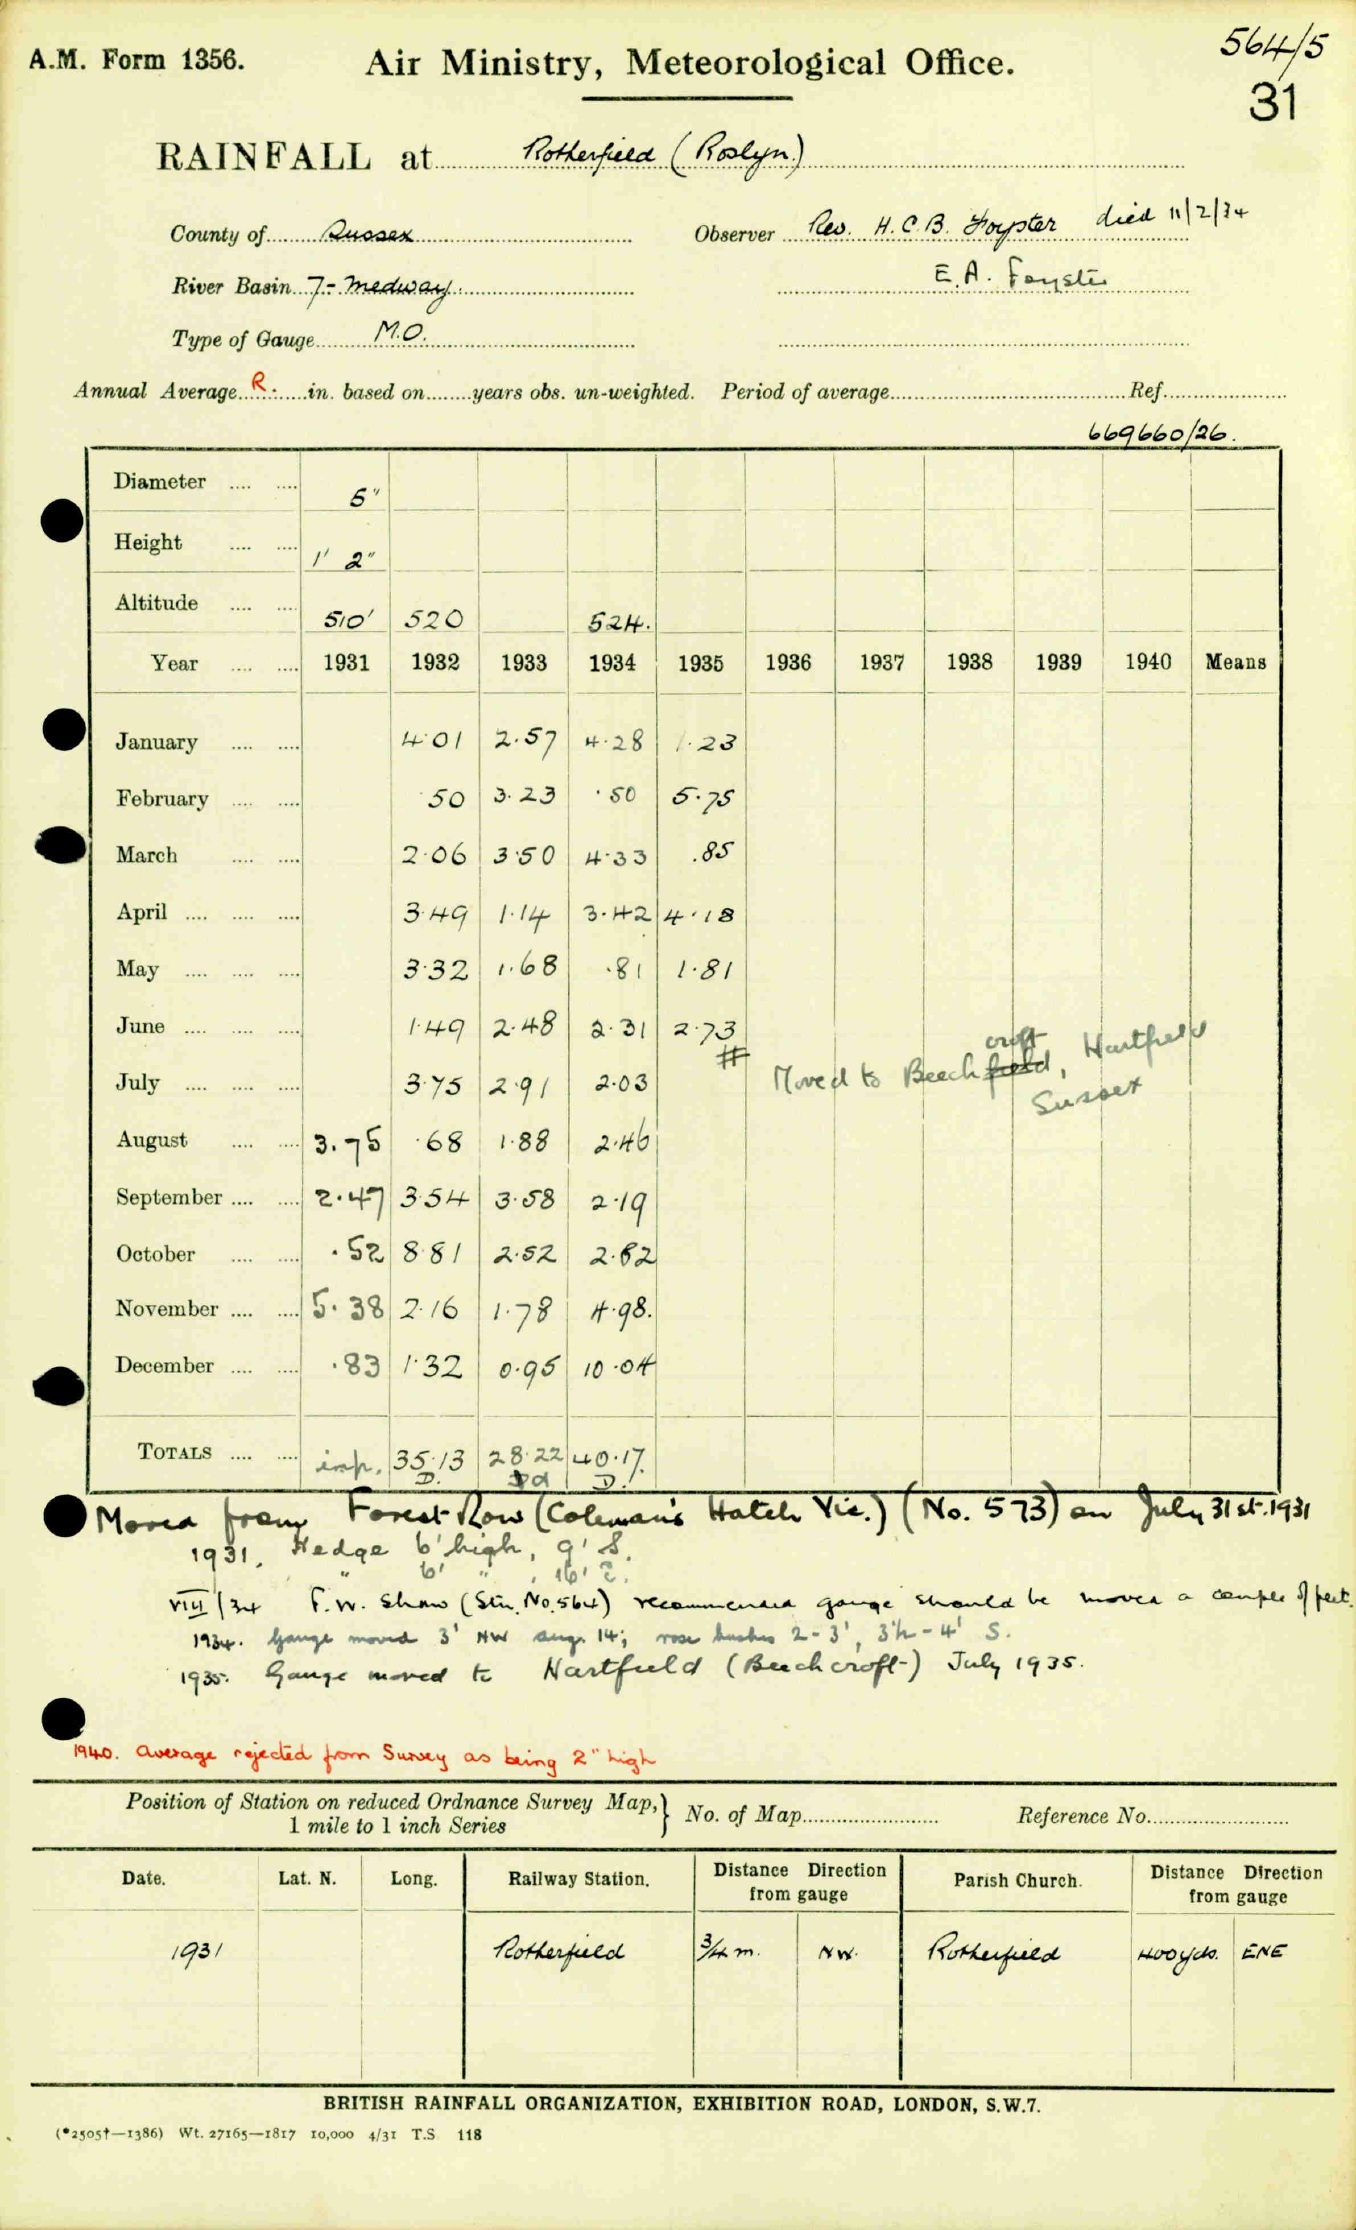 564/5
A.M. Form 1356. Air Ministry, Meteorological Office.
31
RAINFALL at Rotherfield (Roslyn.)
County of Sussex Observer Rev. H.C.B. Foyster died 11/2/34
River Basin 7- Medway. E.A. Foyster
Type of Gauge M.O.
Annual Average R. in. based on years obs. un-weighted. Period of average Ref.
669660/26.
Diameter 5"
Height 1' 2"
Altitude 510' 520 524.
Year 1931 1932 1933 1934 1935 1936 1937 1938 1939 1940 Means
January 4.01 2.57 4.28 1.23
February .50 3.23 .50 5.75
March 2.06 3.50 4.33 .85
April 3.49 1.14 3.42 4.18
May 3.32 1.68 .81 1.81
June 1.49 2.48 2.31 2.73
croft
# Moved to Beechfield, Hartfield
Sussex
July 3.75 2.91 2.03
August 3.75 .68 1.88 2.46
September 2.47 3.54 3.58 2.19
October .52 8.81 2.52 2.82
November 5.38 2.16 1.78 4.98.
December .83 1.32 0.95 10.04
TOTALS imp. 35.13 28.22 40.17.
D. D.
Moved from Forest Row (Coleman's Hatch Vic.) (No. 573) on July 31st. 1931
1931. Hedge 6' high, 9' S.
" 6' " , 16' E.
VIII/34 F.W. Shaw (Stn. No. 564) recommended gauge should be moved a couple of feet.
1934. Gauge moved 3' NW Aug. 14; rose bushes 2-3', 3½-4' S.
1935. Gauge moved to Hartfield (Beechcroft) July 1935.
1940. Average rejected from Survey as being 2" high
Position of Station on reduced Ordnance Survey Map, } No. of Map Reference No.
1 mile to 1 inch Series
Date. Lat. N. Long. Railway Station. Distance Direction from gauge Parish Church. Distance Direction from gauge
1931 Rotherfield ¾ m. NW. Rotherfield 400 yds. ENE
BRITISH RAINFALL ORGANIZATION, EXHIBITION ROAD, LONDON, S.W.7.
(*2505†—1386) Wt. 27165—1817 10,000 4/31 T.S 118